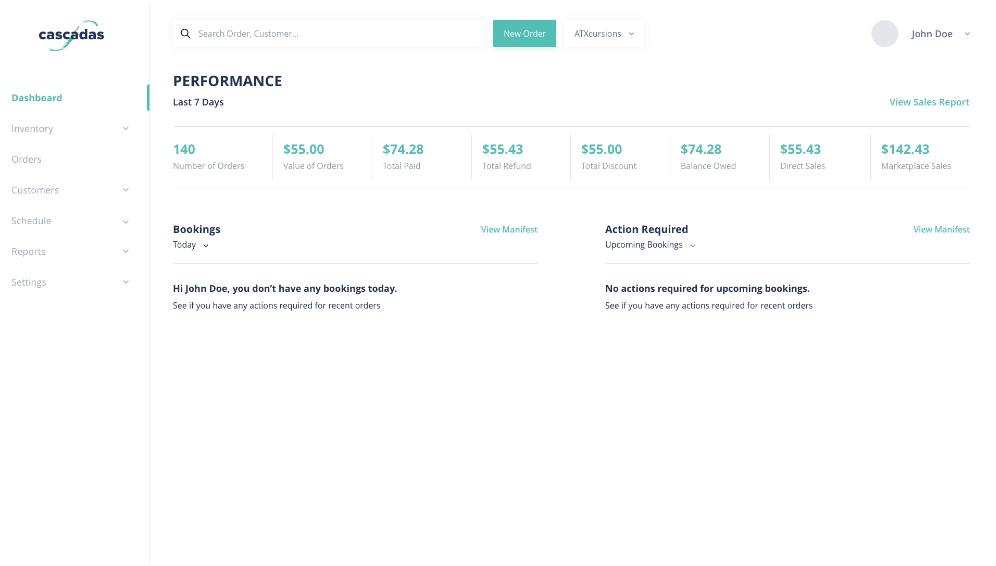 cascadas
Search Order, Customer...
New Order
ATXcursions
John Doe
Dashboard
Inventory
Orders
Customers
Schedule
Reports
Settings
PERFORMANCE
Last 7 Days
View Sales Report
140
Number of Orders
$55.00
Value of Orders
$74.28
Total Paid
$55.43
Total Refund
$55.00
Total Discount
$74.28
Balance Owed
$55.43
Direct Sales
$142.43
Marketplace Sales
Bookings
View Manifest
Today
Hi John Doe, you don’t have any bookings today.
See if you have any actions required for recent orders
Action Required
View Manifest
Upcoming Bookings
No actions required for upcoming bookings.
See if you have any actions required for recent orders